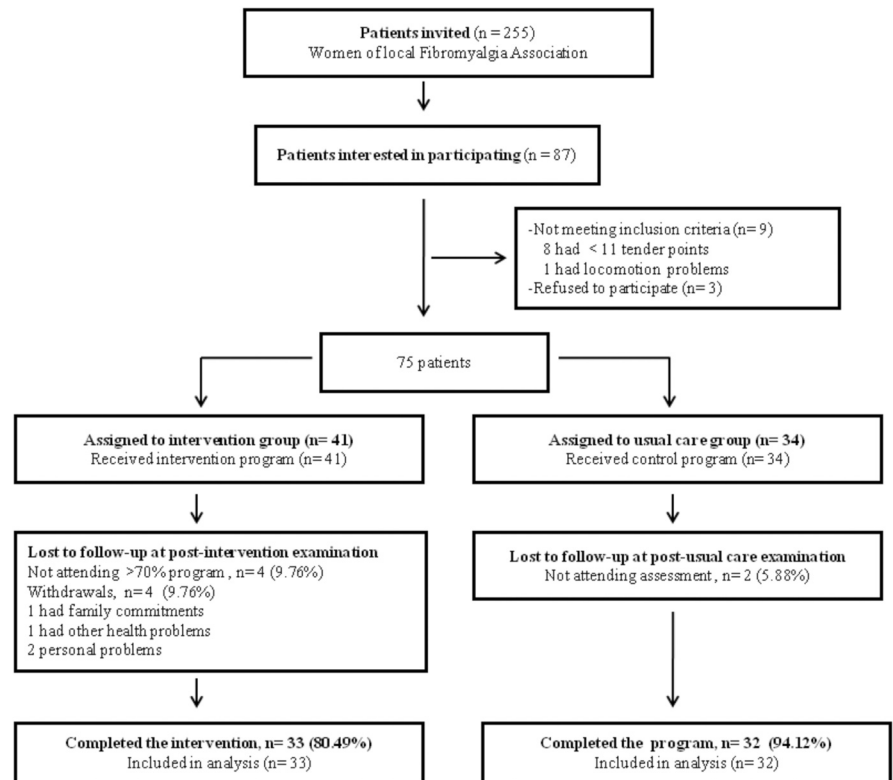 Patients invited (n = 255)
Women of local Fibromyalgia Association
Patients interested in participating (n = 87)
-Not meeting inclusion criteria (n= 9)
8 had < 11 tender points
1 had locomotion problems
-Refused to participate (n= 3)
75 patients
Assigned to intervention group (n= 41)
Received intervention program (n= 41)
Assigned to usual care group (n= 34)
Received control program (n= 34)
Lost to follow-up at post-intervention examination
Not attending >70% program , n= 4 (9.76%)
Withdrawals, n= 4 (9.76%)
1 had family commitments
1 had other health problems
2 personal problems
Lost to follow-up at post-usual care examination
Not attending assessment , n= 2 (5.88%)
Completed the intervention, n= 33 (80.49%)
Included in analysis (n= 33)
Completed the program, n= 32 (94.12%)
Included in analysis (n= 32)